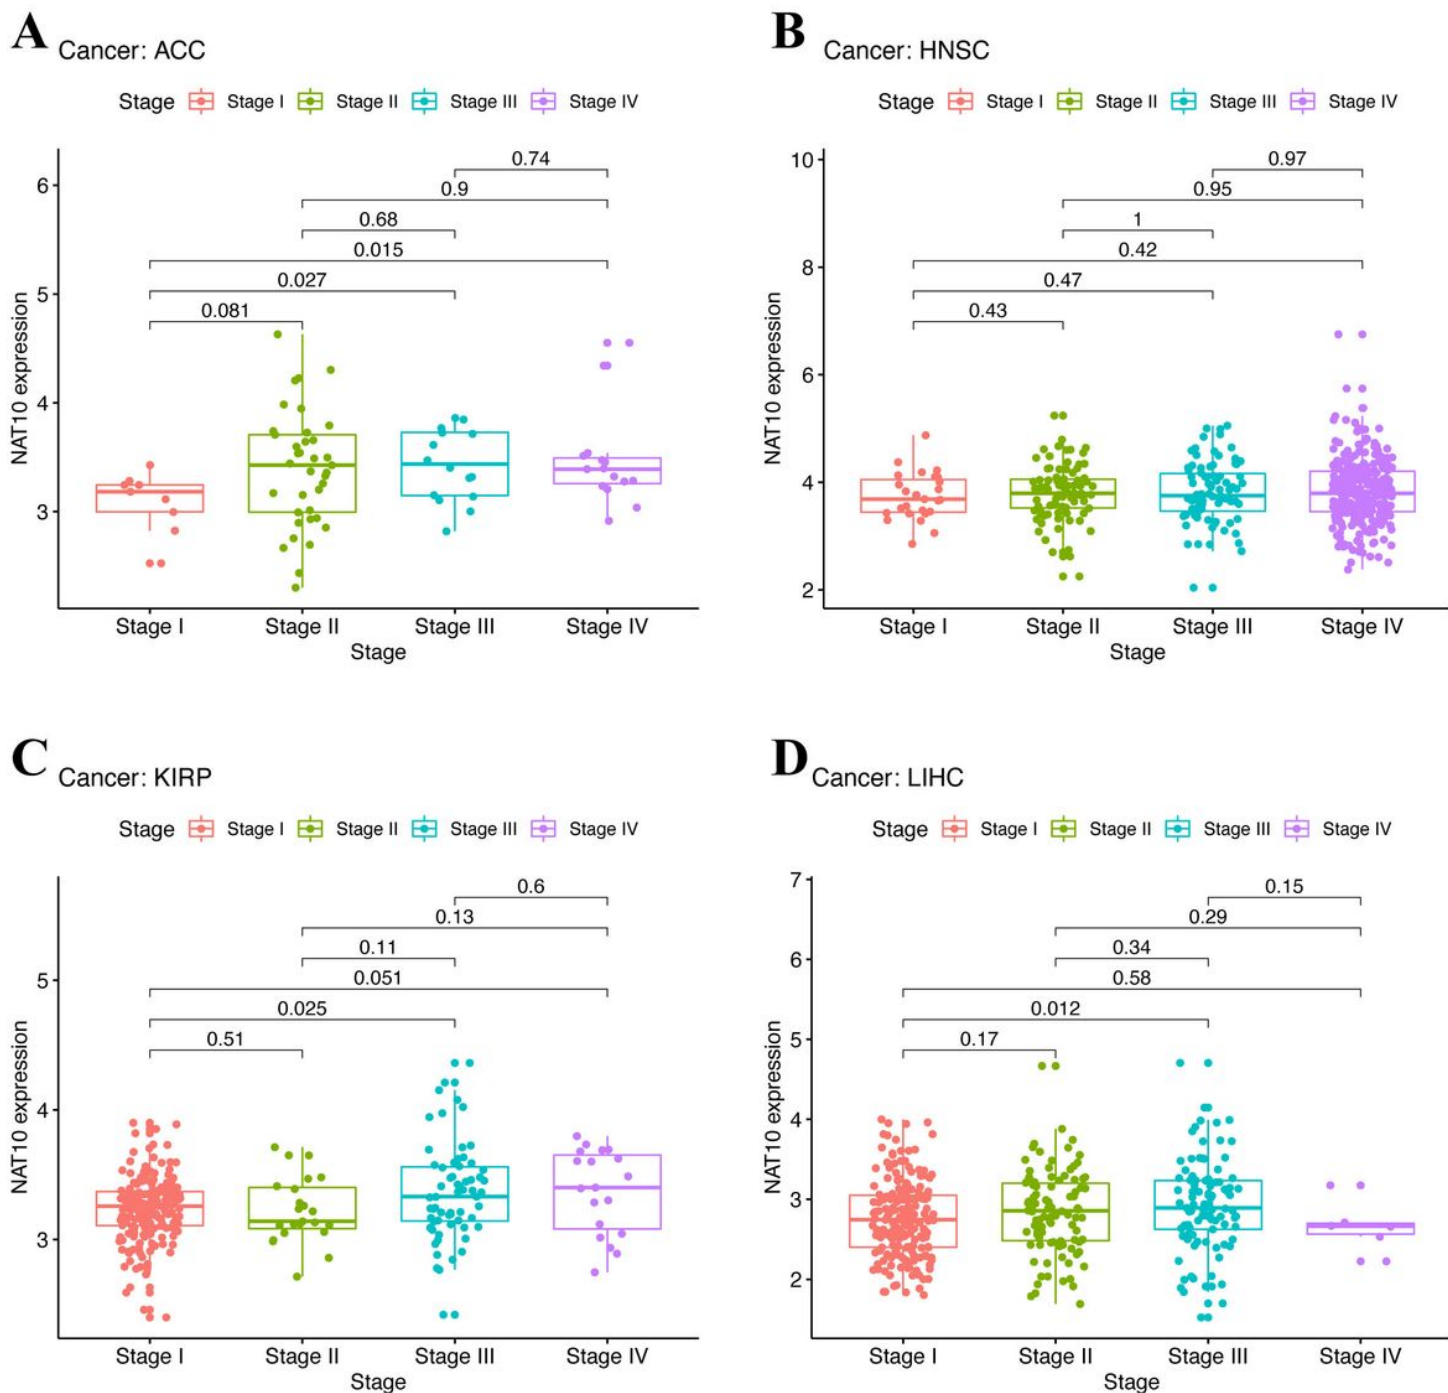 A Cancer: ACC
Stage Stage I Stage II Stage III Stage IV
0.74
0.9
0.68
0.015
0.027
0.081
6
5
4
3
NAT10 expression
Stage I Stage II Stage III Stage IV
Stage
B Cancer: HNSC
Stage Stage I Stage II Stage III Stage IV
0.97
0.95
1
0.42
0.47
0.43
10
8
6
4
2
NAT10 expression
Stage I Stage II Stage III Stage IV
Stage
C Cancer: KIRP
Stage Stage I Stage II Stage III Stage IV
0.6
0.13
0.11
0.051
0.025
0.51
5
4
3
NAT10 expression
Stage I Stage II Stage III Stage IV
Stage
D Cancer: LIHC
Stage Stage I Stage II Stage III Stage IV
0.15
0.29
0.34
0.58
0.012
0.17
7
6
5
4
3
2
NAT10 expression
Stage I Stage II Stage III Stage IV
Stage